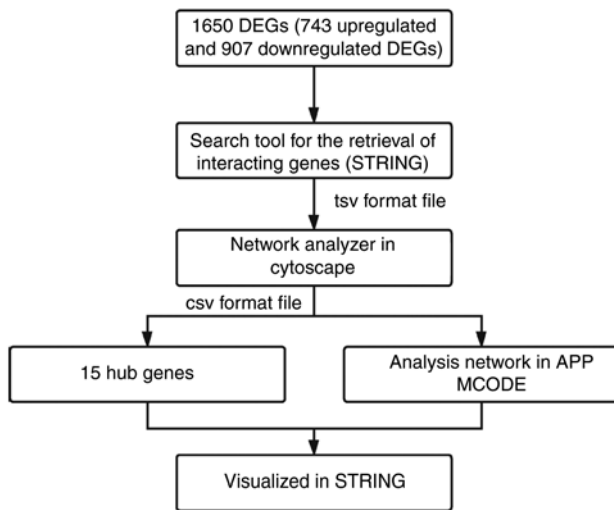 1650 DEGs (743 upregulated
and 907 downregulated DEGs)
Search tool for the retrieval of
interacting genes (STRING)
tsv format file
Network analyzer in
cytoscape
csv format file
15 hub genes
Analysis network in APP
MCODE
Visualized in STRING